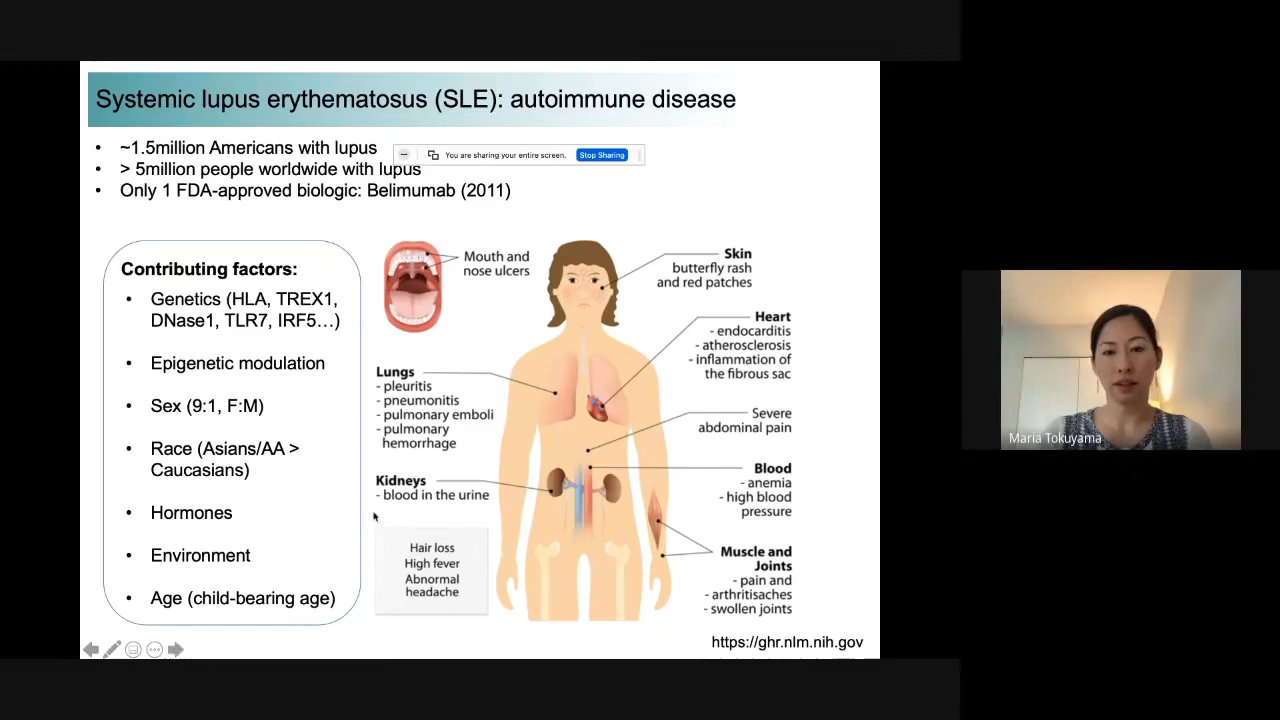 Systemic lupus erythematosus (SLE): autoimmune disease
• ~1.5million Americans with lupus
You are sharing your entire screen. Stop Sharing
• > 5million people worldwide with lupus
• Only 1 FDA-approved biologic: Belimumab (2011)
Contributing factors:
• Genetics (HLA, TREX1,
DNase1, TLR7, IRF5…)
• Epigenetic modulation
• Sex (9:1, F:M)
• Race (Asians/AA >
Caucasians)
• Hormones
• Environment
• Age (child-bearing age)
Mouth and
nose ulcers
Lungs
- pleuritis
- pneumonitis
- pulmonary emboli
- pulmonary
hemorrhage
Kidneys
- blood in the urine
Hair loss
High fever
Abnormal
headache
Skin
butterfly rash
and red patches
Heart
- endocarditis
- atherosclerosis
- inflammation of
the fibrous sac
Severe
abdominal pain
Blood
- anemia
- high blood
pressure
Muscle and
Joints
- pain and
- arthritisaches
- swollen joints
https://ghr.nlm.nih.gov
Maria Tokuyama